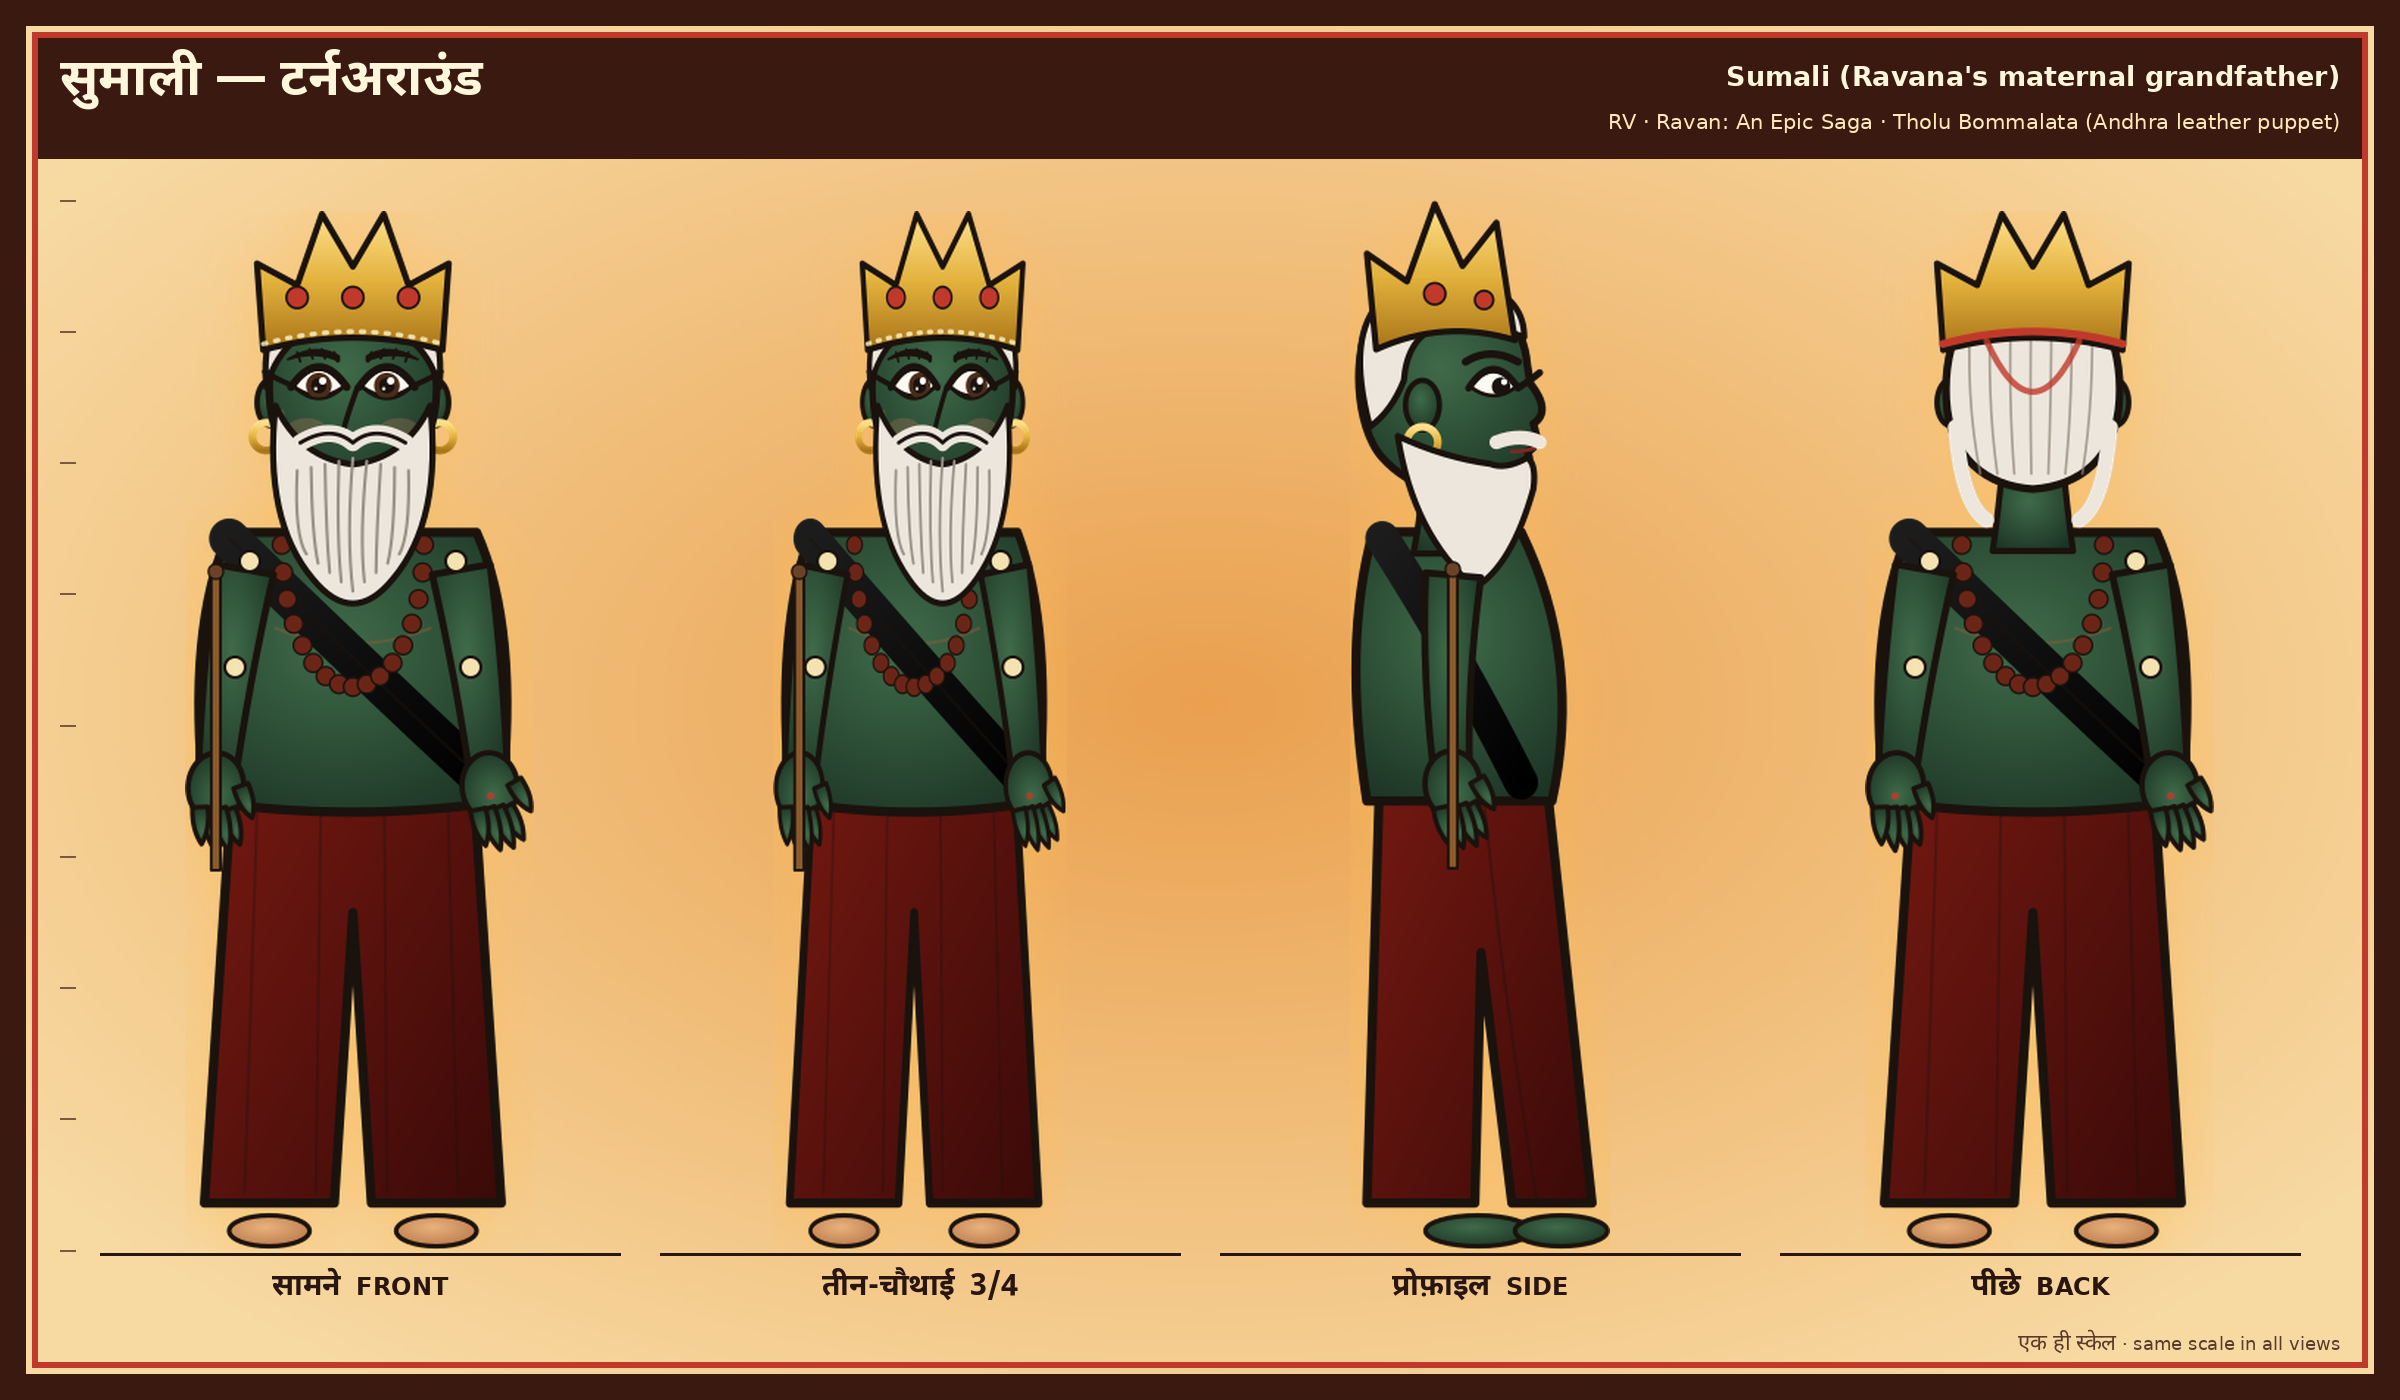 सुमाली — टर्नअराउंड
Sumali (Ravana's maternal grandfather)
RV · Ravan: An Epic Saga · Tholu Bommalata (Andhra leather puppet)
सामने FRONT
तीन-चौथाई 3/4
प्रोफ़ाइल SIDE
पीछे BACK
एक ही स्केल · same scale in all views